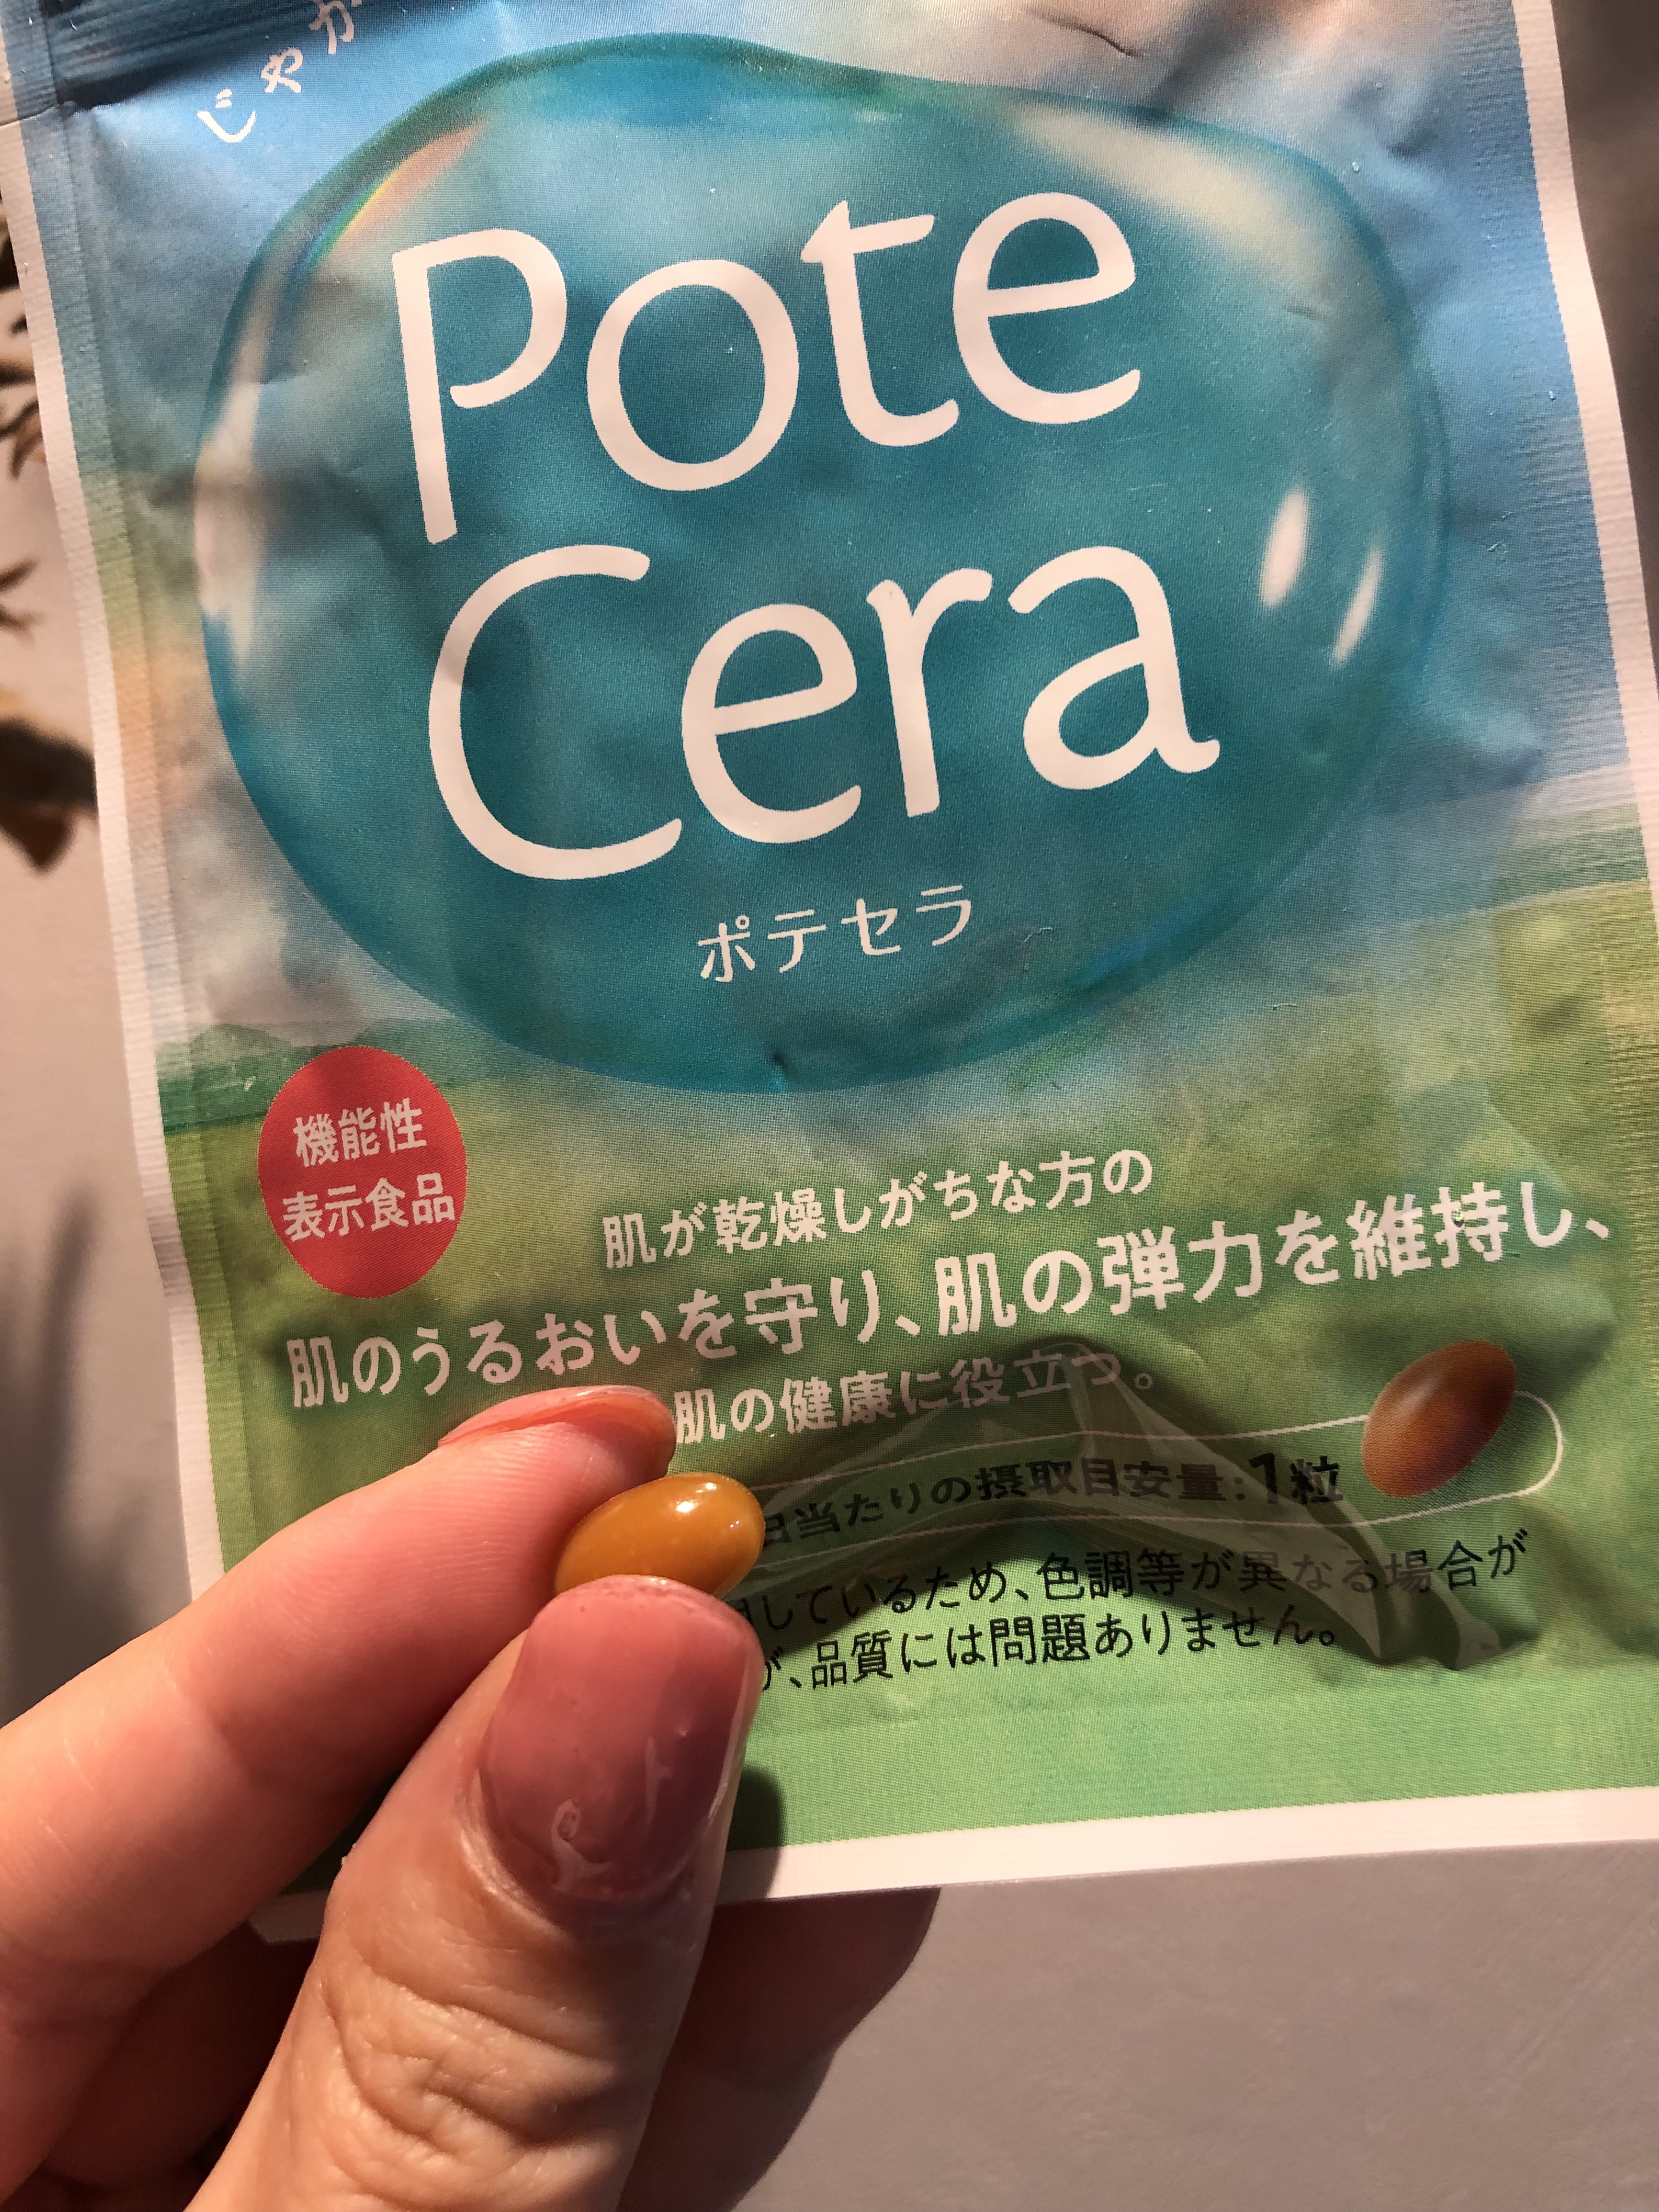 じゃが
Pote
Cera
ポテセラ
機能性
表示食品
肌が乾燥しがちな方の
肌のうるおいを守り、肌の弾力を維持し、
肌の健康に役立つ。
日当たりの摂取目安量:1粒
しているため、色調等が異なる場合が
が、品質には問題ありません。